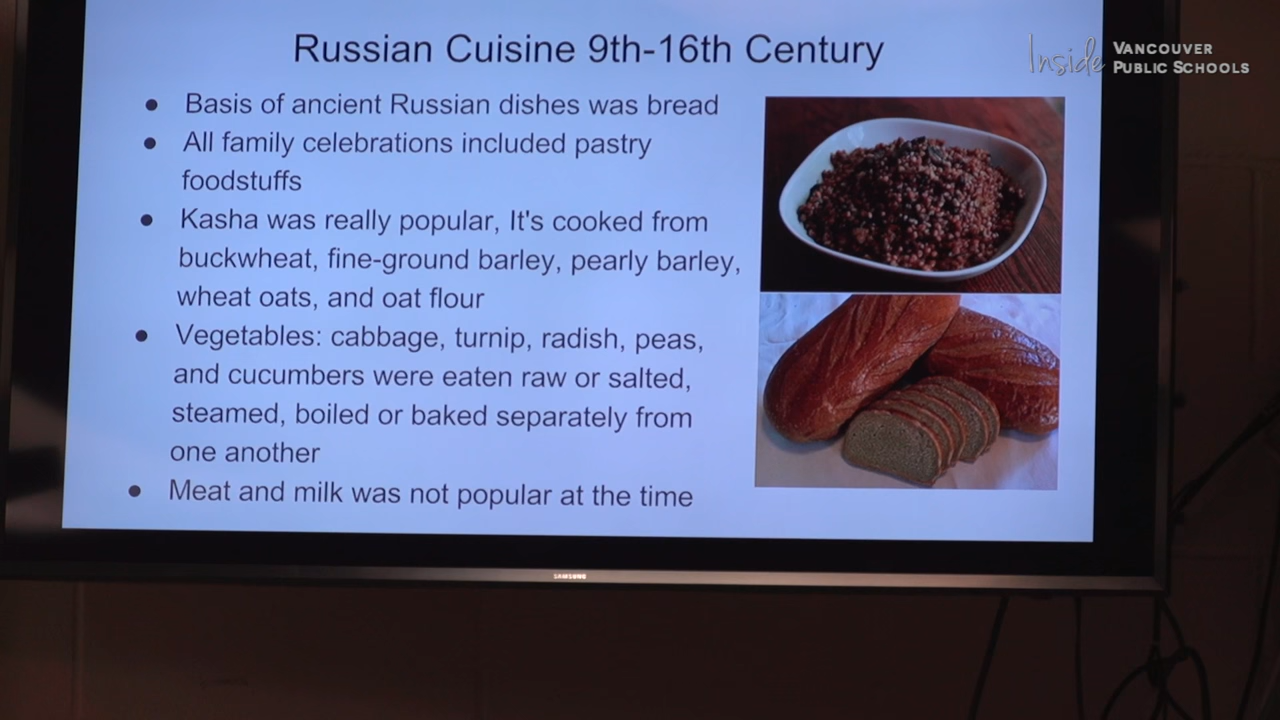 Russian Cuisine 9th-16th Century
Inside VANCOUVER
PUBLIC SCHOOLS
● Basis of ancient Russian dishes was bread
● All family celebrations included pastry
foodstuffs
● Kasha was really popular, It's cooked from
buckwheat, fine-ground barley, pearly barley,
wheat oats, and oat flour
● Vegetables: cabbage, turnip, radish, peas,
and cucumbers were eaten raw or salted,
steamed, boiled or baked separately from
one another
● Meat and milk was not popular at the time
SAMSUNG